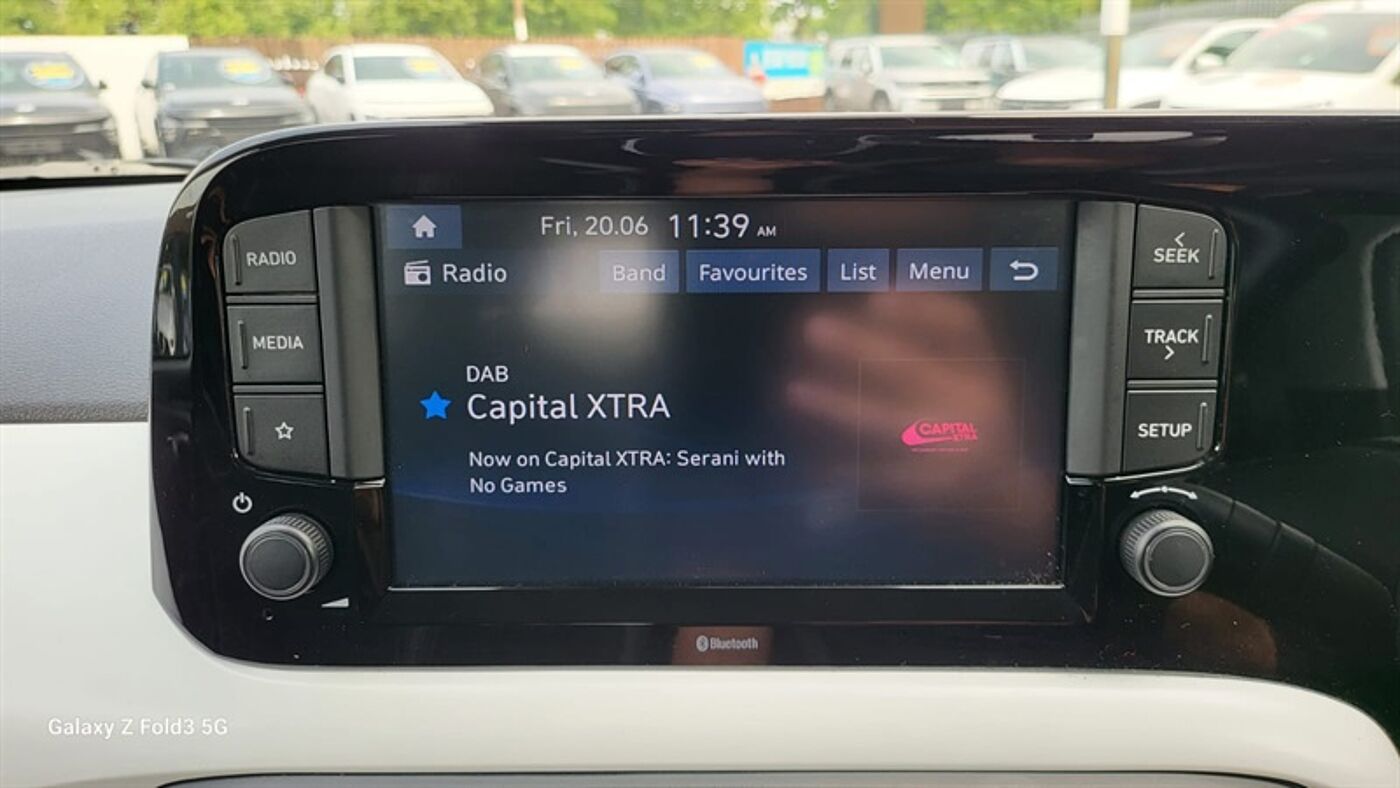 Fri, 20.06 11:39 AM
Radio Band Favourites List Menu
RADIO
MEDIA
DAB
Capital XTRA
Now on Capital XTRA: Serani with
No Games
CAPITAL
XTRA
SEEK
TRACK
SETUP
Bluetooth
Galaxy Z Fold3 5G